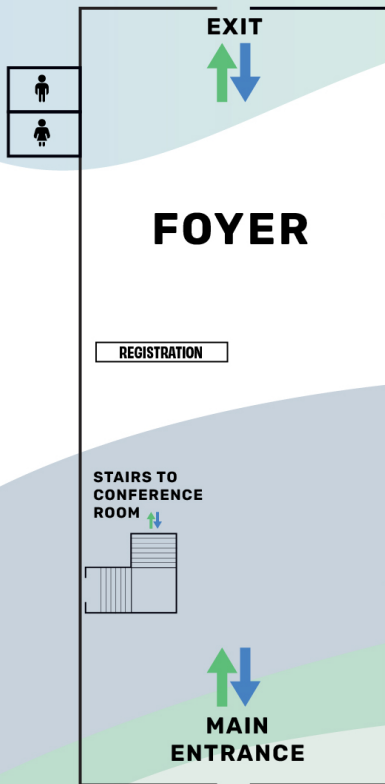 EXIT
FOYER
REGISTRATION
STAIRS TO
CONFERENCE
ROOM
MAIN
ENTRANCE